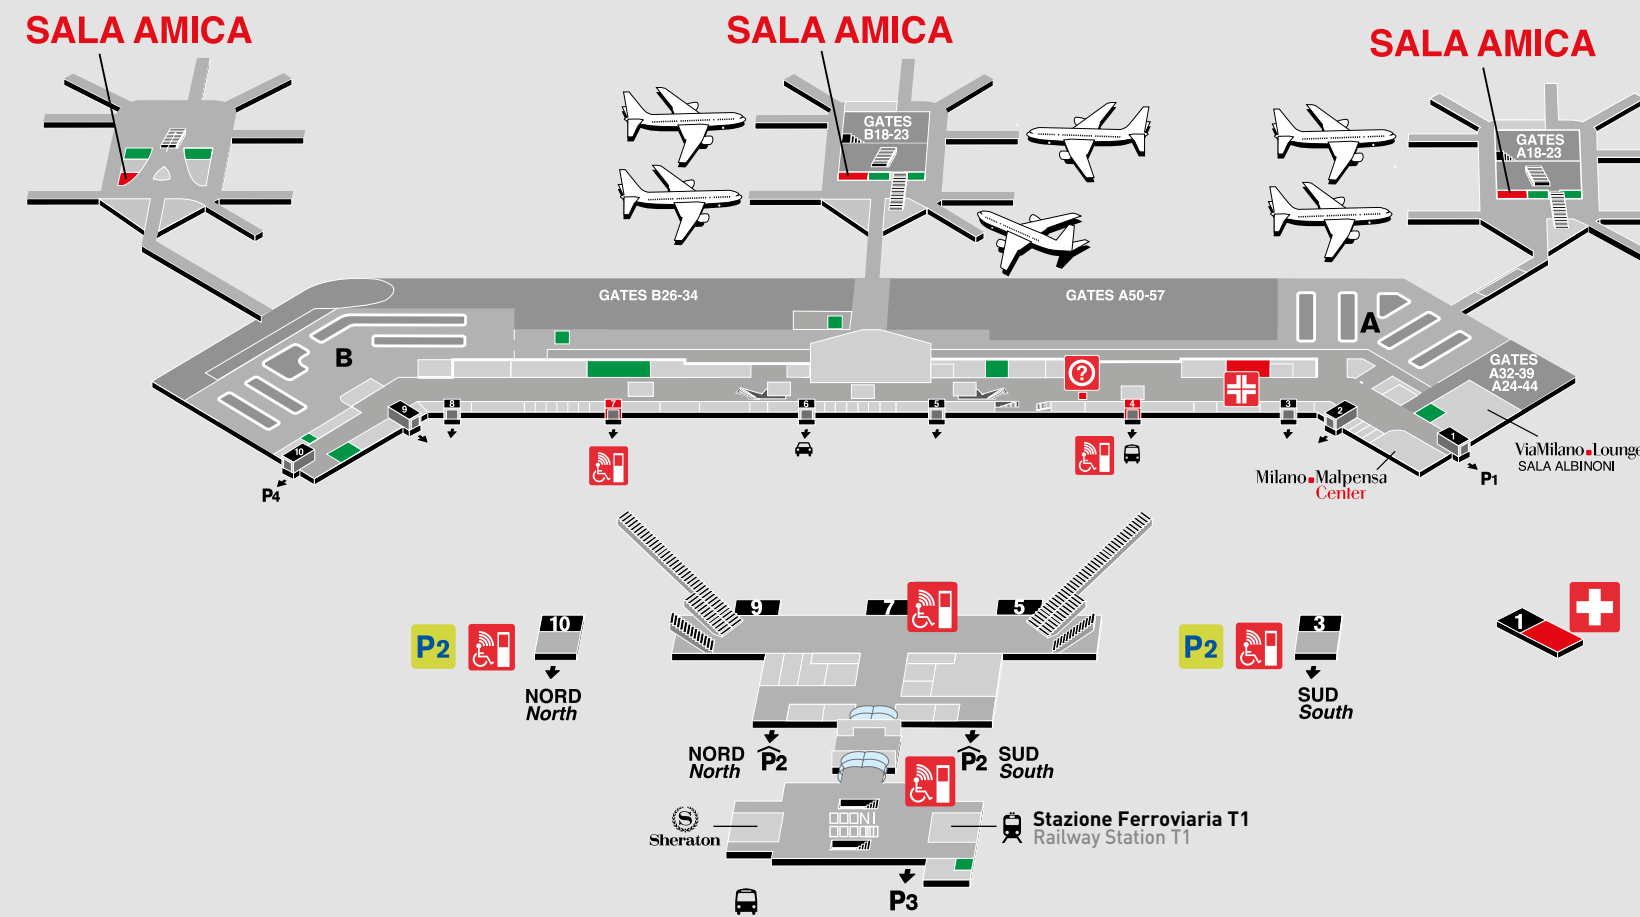 SALA AMICA
SALA AMICA
SALA AMICA
GATES
B18-23
GATES
A18-23
GATES B26-34
GATES A50-57
A
B
GATES
A32-39
A24-44
?
9
8
7
6
5
4
3
2
1
10
P4
P1
ViaMilano Lounge
SALA ALBINONI
Milano Malpensa
Center
9
7
5
10
3
1
P2
P2
NORD
North
SUD
South
NORD
North
P2
P2
SUD
South
S
Sheraton
Stazione Ferroviaria T1
Railway Station T1
P3